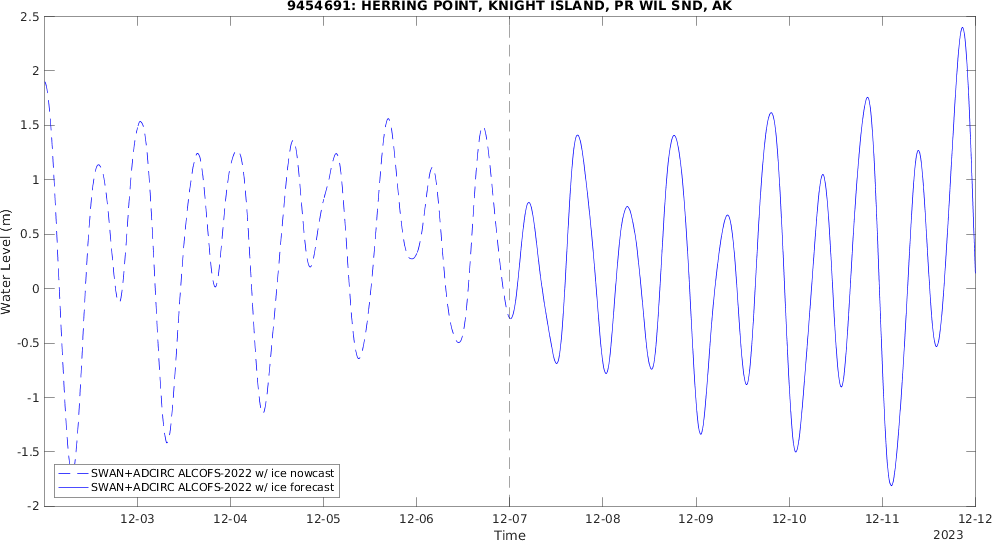 9454691: HERRING POINT, KNIGHT ISLAND, PR WIL SND, AK
2.5
2
1.5
1
0.5
0
-0.5
-1
-1.5
-2
Water Level (m)
SWAN+ADCIRC ALCOFS-2022 w/ ice nowcast
SWAN+ADCIRC ALCOFS-2022 w/ ice forecast
12-03 12-04 12-05 12-06 12-07 12-08 12-09 12-10 12-11 12-12
Time 2023